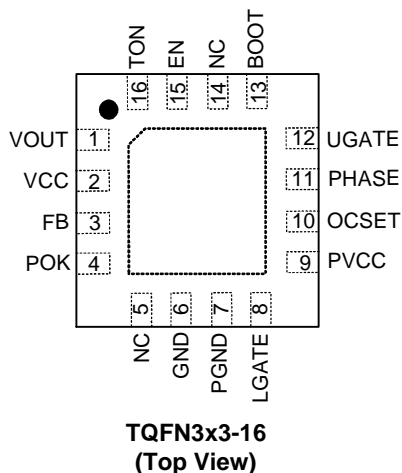 TON
EN
NC
BOOT
16
15
14
13
VOUT 1
VCC 2
FB 3
POK 4
12 UGATE
11 PHASE
10 OCSET
9 PVCC
5
6
7
8
NC
GND
PGND
LGATE
TQFN3x3-16
(Top View)